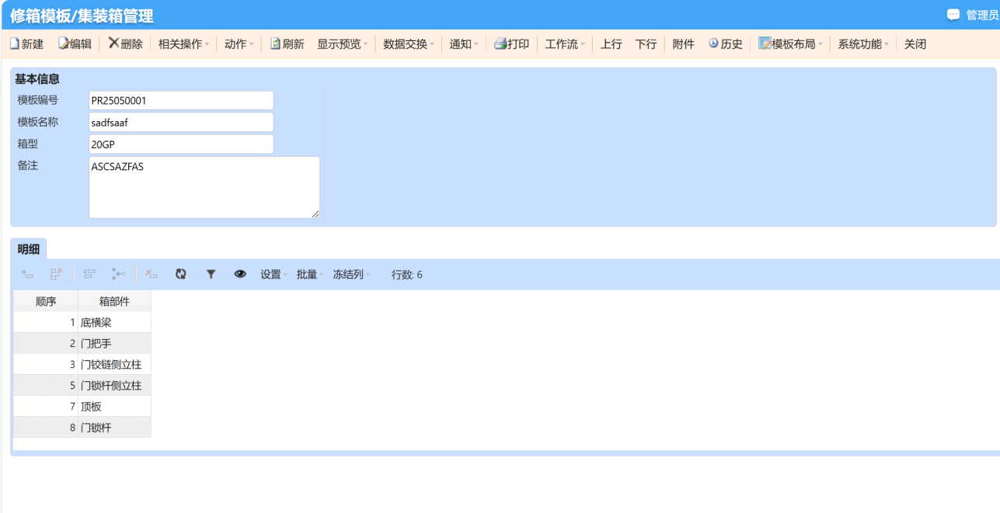 修箱模板/集装箱管理 管理员
新建 编辑 删除 相关操作 动作 刷新 显示预览 数据交换 通知 打印 工作流 上行 下行 附件 历史 模板布局 系统功能 关闭
基本信息
模板编号 PR25050001
模板名称 sadfsaaf
箱型 20GP
备注 ASCSAZFAS
明细
设置 批量 冻结列 行数: 6
顺序 箱部件
1 底横梁
2 门把手
3 门铰链侧立柱
5 门锁杆侧立柱
7 顶板
8 门锁杆